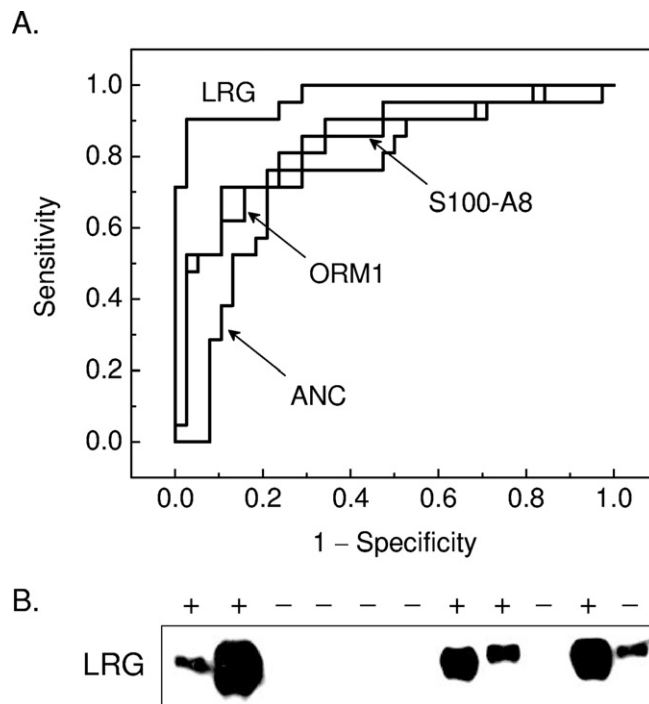 A.
1.0
0.8
0.6
0.4
0.2
0.0
Sensitivity
LRG
S100-A8
ORM1
ANC
0.0 0.2 0.4 0.6 0.8 1.0
1 – Specificity
B.
+ + – – – – + + – + –
LRG